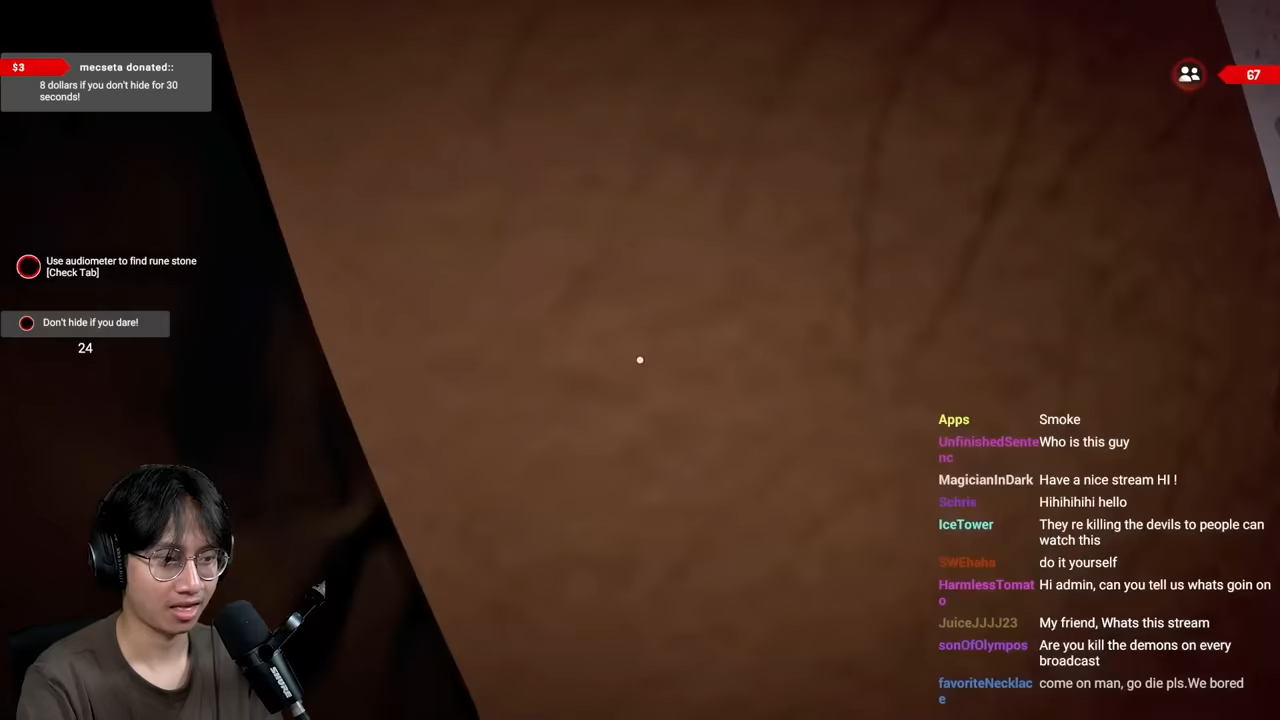 $3 mecseta donated::
8 dollars if you don't hide for 30
seconds!
67
Use audiometer to find rune stone
[Check Tab]
Don't hide if you dare!
24
Apps Smoke
UnfinishedSente Who is this guy
nc
MagicianInDark Have a nice stream HI !
Schris Hihihihihi hello
IceTower They re killing the devils to people can
watch this
SWEhaha do it yourself
HarmlessTomat Hi admin, can you tell us whats goin on
o
JuiceJJJJ23 My friend, Whats this stream
sonOfOlympos Are you kill the demons on every
broadcast
favoriteNecklac come on man, go die pls.We bored
e
SHURE